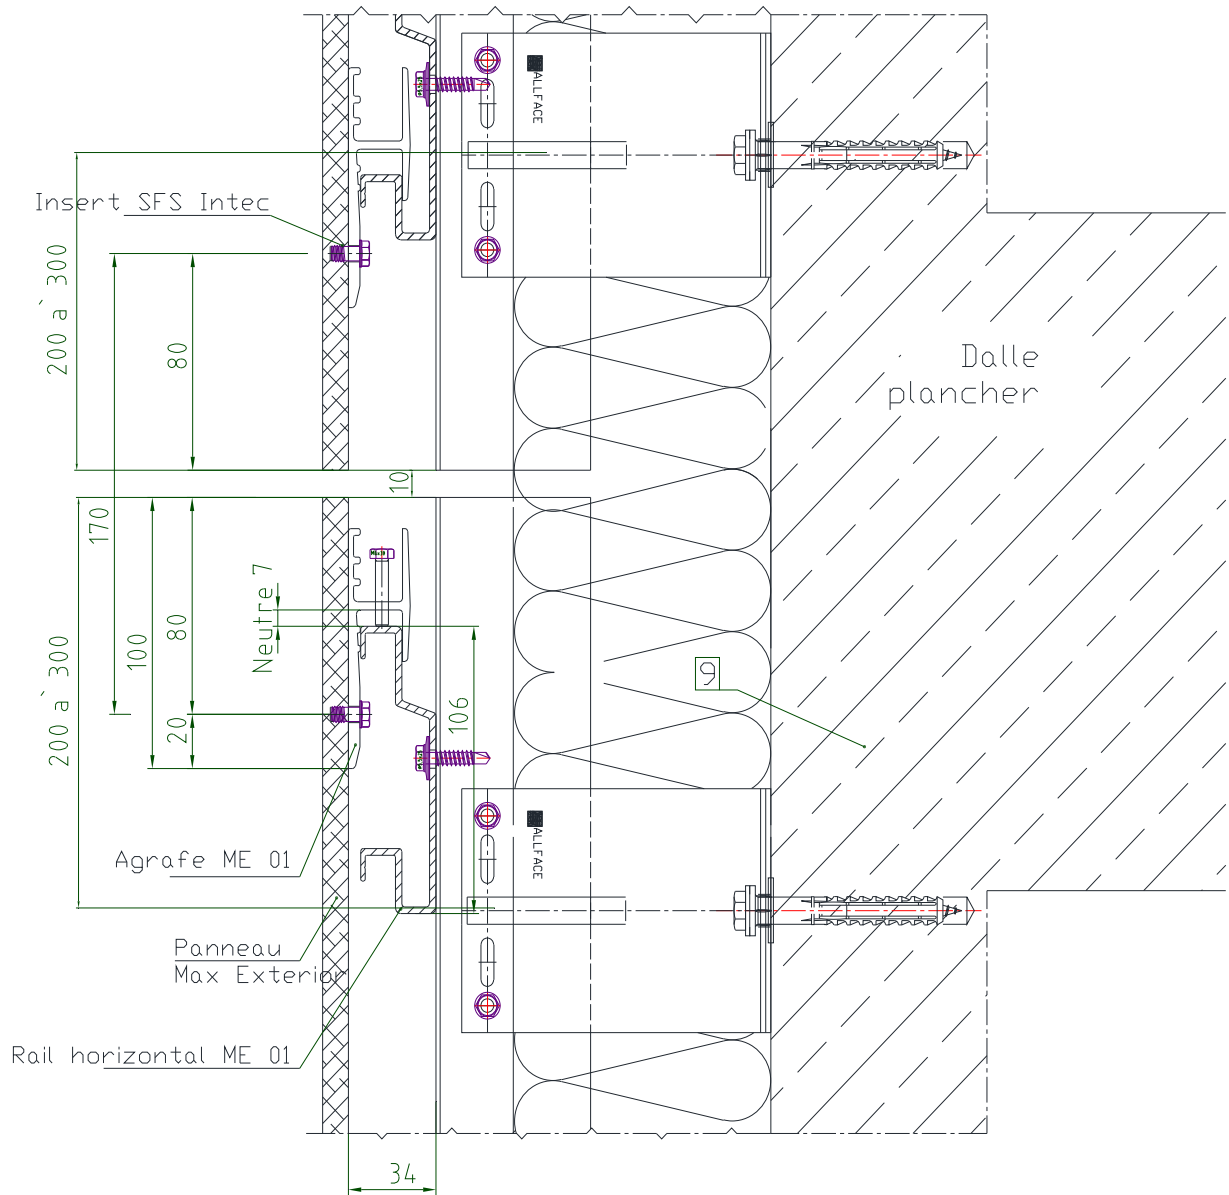 ALLFACE
Insert SFS Intec
200 a` 300
80
Dalle
plancher
10
170
Neutre 7
80
100
200 a` 300
20
106
9
ALLFACE
Agrafe ME 01
Panneau
Max Exterior
Rail horizontal ME 01
34